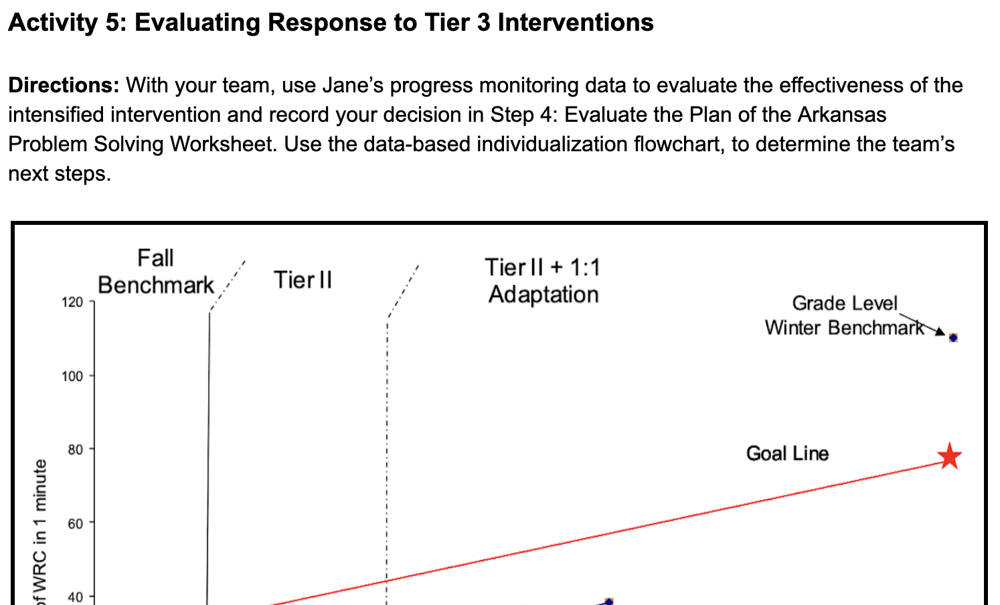 Activity 5: Evaluating Response to Tier 3 Interventions
Directions: With your team, use Jane’s progress monitoring data to evaluate the effectiveness of the
intensified intervention and record your decision in Step 4: Evaluate the Plan of the Arkansas
Problem Solving Worksheet. Use the data-based individualization flowchart, to determine the team’s
next steps.
Fall
Benchmark
Tier II
Tier II + 1:1
Adaptation
Grade Level
Winter Benchmark
Goal Line
120
100
80
60
40
of WRC in 1 minute